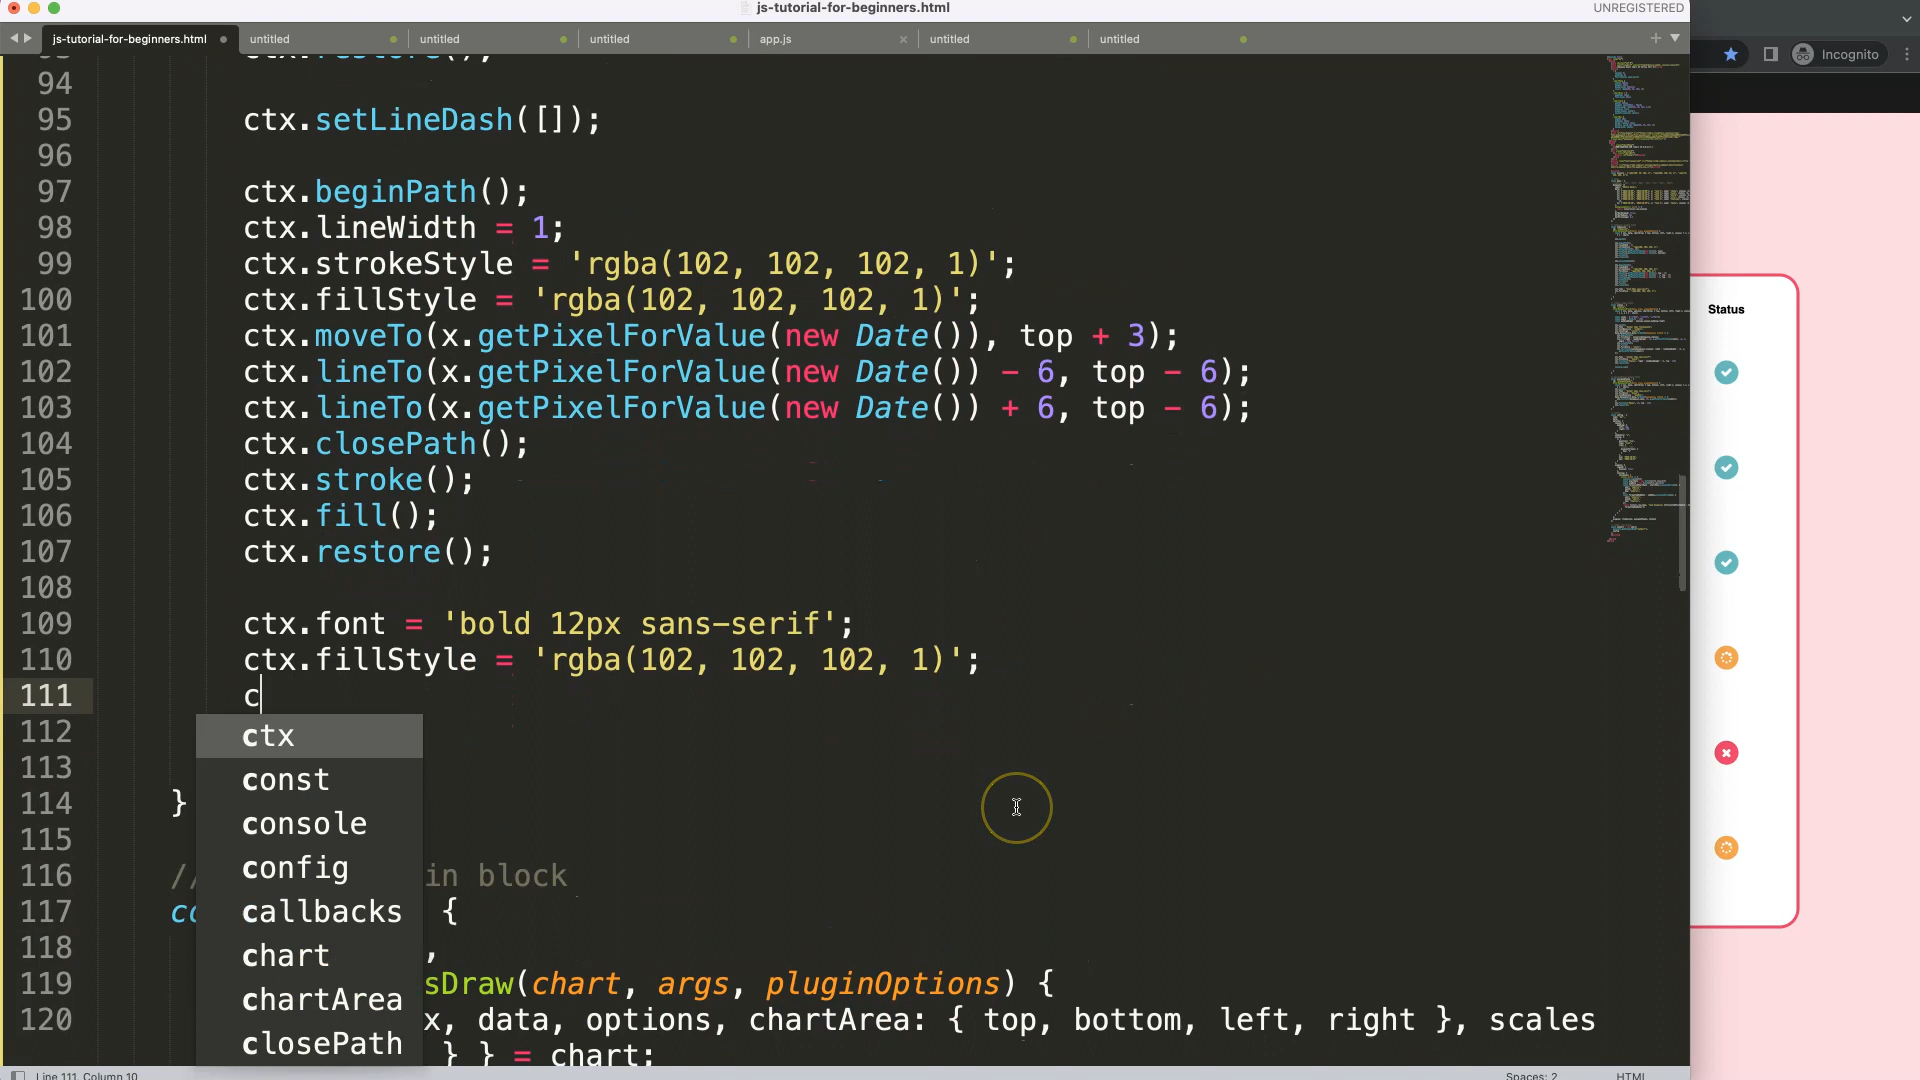 js-tutorial-for-beginners.html
UNREGISTERED
js-tutorial-for-beginners.html
untitled
untitled
untitled
app.js
untitled
untitled
Incognito
94
95 ctx.setLineDash([]);
96
97 ctx.beginPath();
98 ctx.lineWidth = 1;
99 ctx.strokeStyle = 'rgba(102, 102, 102, 1)';
100 ctx.fillStyle = 'rgba(102, 102, 102, 1)';
101 ctx.moveTo(x.getPixelForValue(new Date()), top + 3);
102 ctx.lineTo(x.getPixelForValue(new Date()) - 6, top - 6);
103 ctx.lineTo(x.getPixelForValue(new Date()) + 6, top - 6);
104 ctx.closePath();
105 ctx.stroke();
106 ctx.fill();
107 ctx.restore();
108
109 ctx.font = 'bold 12px sans-serif';
110 ctx.fillStyle = 'rgba(102, 102, 102, 1)';
111 c
112
113
114 }
115
116 // in block
117 co {
118 ,
119 sDraw(chart, args, pluginOptions) {
120 x, data, options, chartArea: { top, bottom, left, right }, scales
} } = chart;
ctx
const
console
config
callbacks
chart
chartArea
closePath
Status
Line 111, Column 10
Spaces: 2
HTML